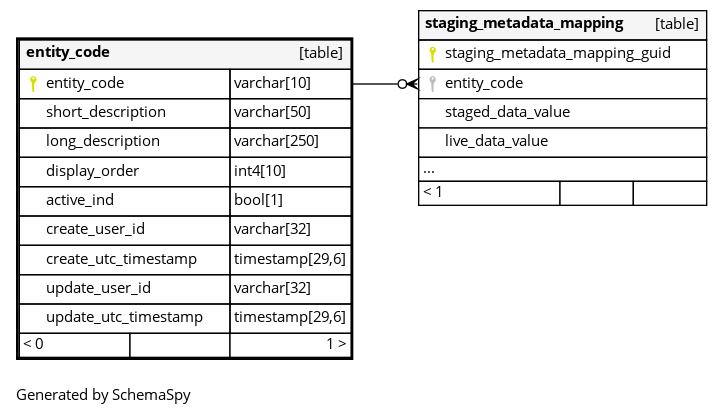 entity_code [table]
entity_code varchar[10]
short_description varchar[50]
long_description varchar[250]
display_order int4[10]
active_ind bool[1]
create_user_id varchar[32]
create_utc_timestamp timestamp[29,6]
update_user_id varchar[32]
update_utc_timestamp timestamp[29,6]
< 0 1 >
staging_metadata_mapping [table]
staging_metadata_mapping_guid
entity_code
staged_data_value
live_data_value
...
< 1
Generated by SchemaSpy